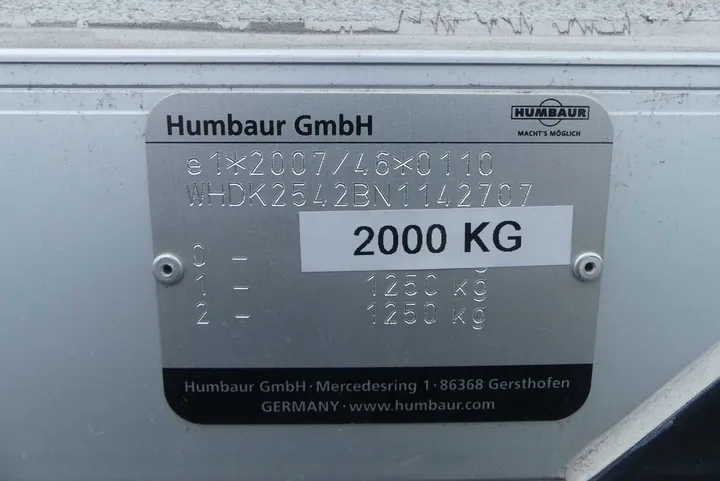 Humbaur GmbH
HUMBAUR
MACHT'S MÖGLICH
e1*2007/46*0110
WHDK2542BN1142707
2000 KG
0 -
1 - 1250 kg
2 - 1250 kg
Humbaur GmbH · Mercedesring 1 · 86368 Gersthofen
GERMANY · www.humbaur.com